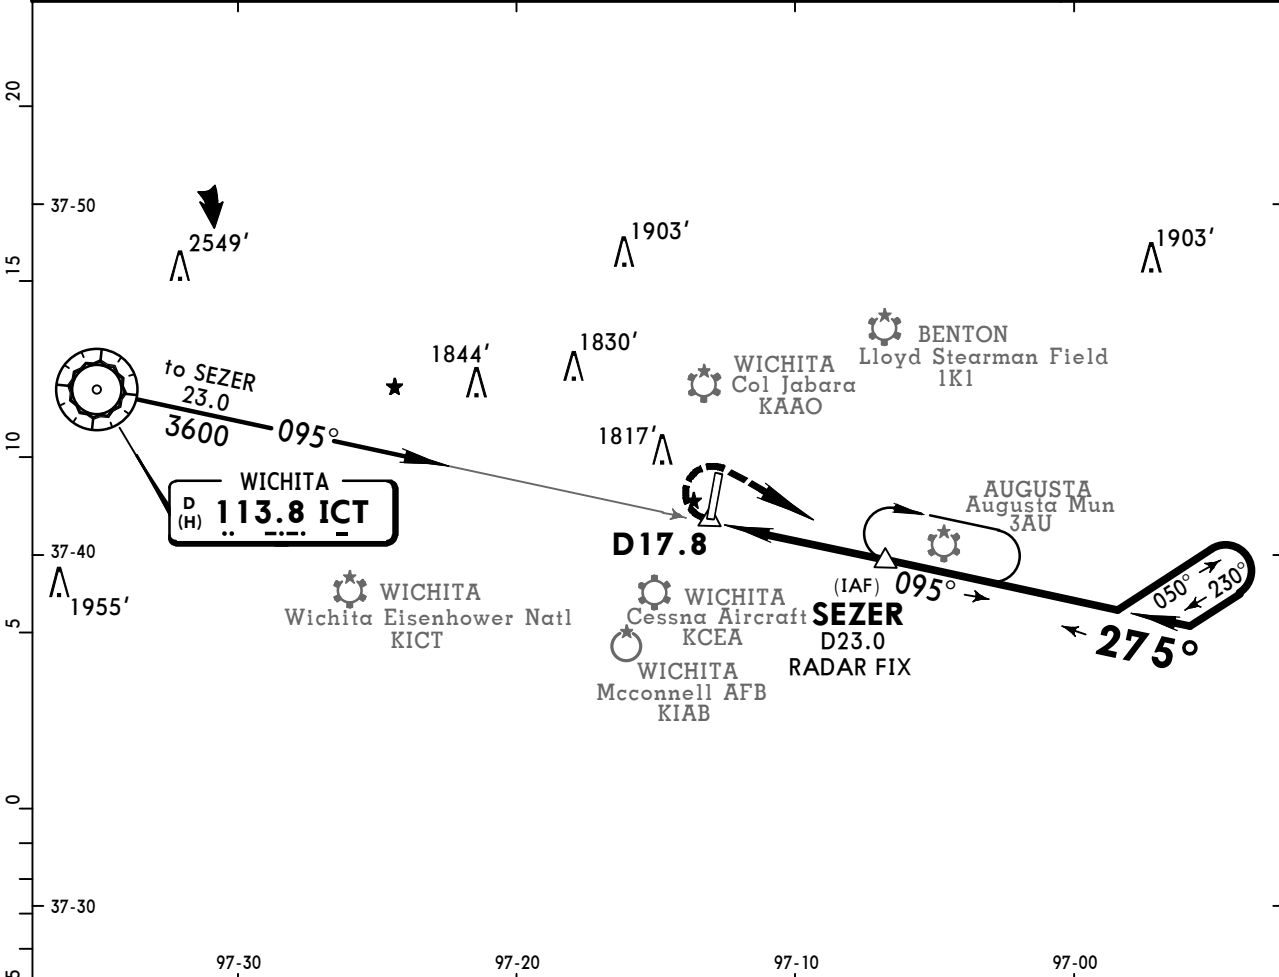 20
37-50
2549'
1903'
1903'
15
BENTON
Lloyd Stearman Field
1K1
1830'
1844'
WICHITA
Col Jabara
KAAO
to SEZER
23.0
3600
095°
10
1817'
WICHITA
D
(H)
113.8 ICT
AUGUSTA
Augusta Mun
3AU
D17.8
37-40
1955'
WICHITA
Wichita Eisenhower Natl
KICT
WICHITA
Cessna Aircraft
KCEA
(IAF)
SEZER
D23.0
RADAR FIX
095°
050°
230°
275°
5
WICHITA
Mcconnell AFB
KIAB
0
37-30
97-30
97-20
97-10
97-00